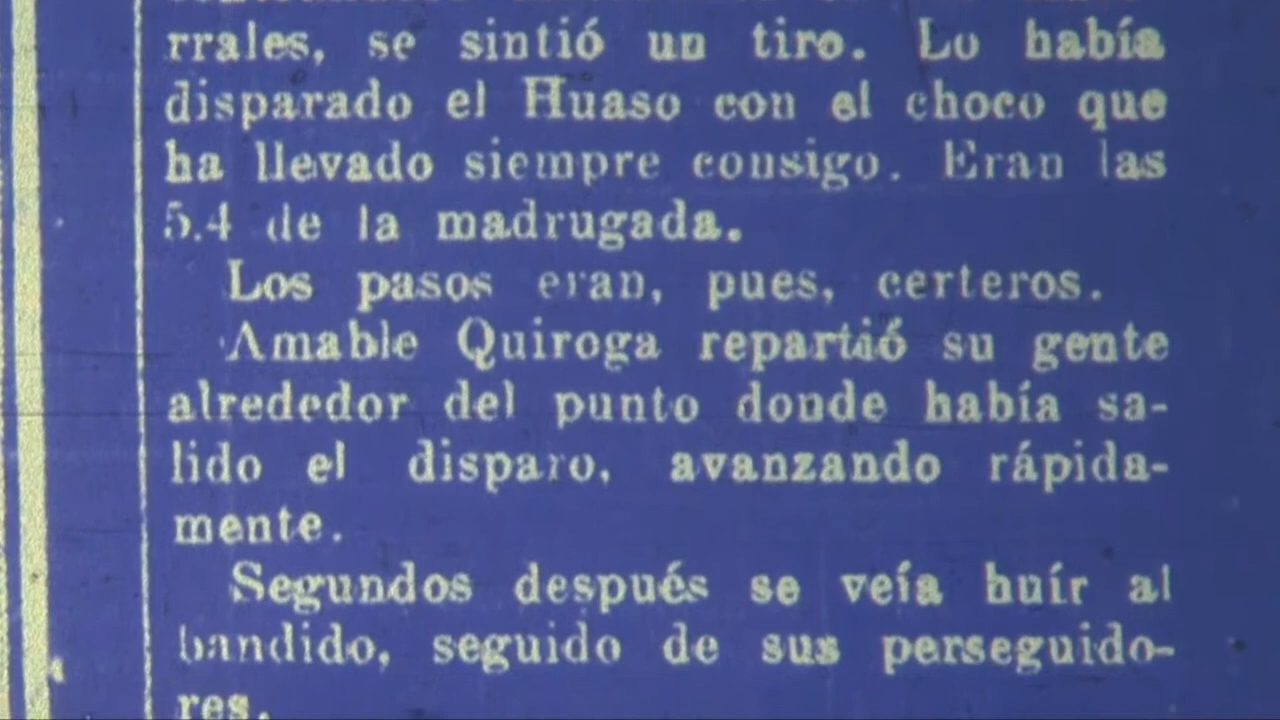 rrales, se sintió un tiro. Lo había
disparado el Huaso con el choco que
ha llevado siempre consigo. Eran las
5.4 de la madrugada.
Los pasos eran, pues, certeros.
Amable Quiroga repartió su gente
alrededor del punto donde había sa-
lido el disparo, avanzando rápida-
mente.
Segundos después se veía huír al
bandido, seguido de sus perseguido-
res.